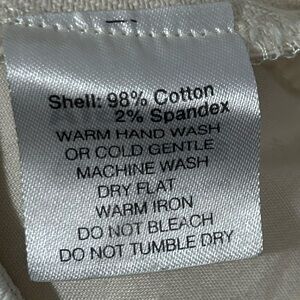 Shell: 98% Cotton
2% Spandex
WARM HAND WASH
OR COLD GENTLE
MACHINE WASH
DRY FLAT
WARM IRON
DO NOT BLEACH
DO NOT TUMBLE DRY